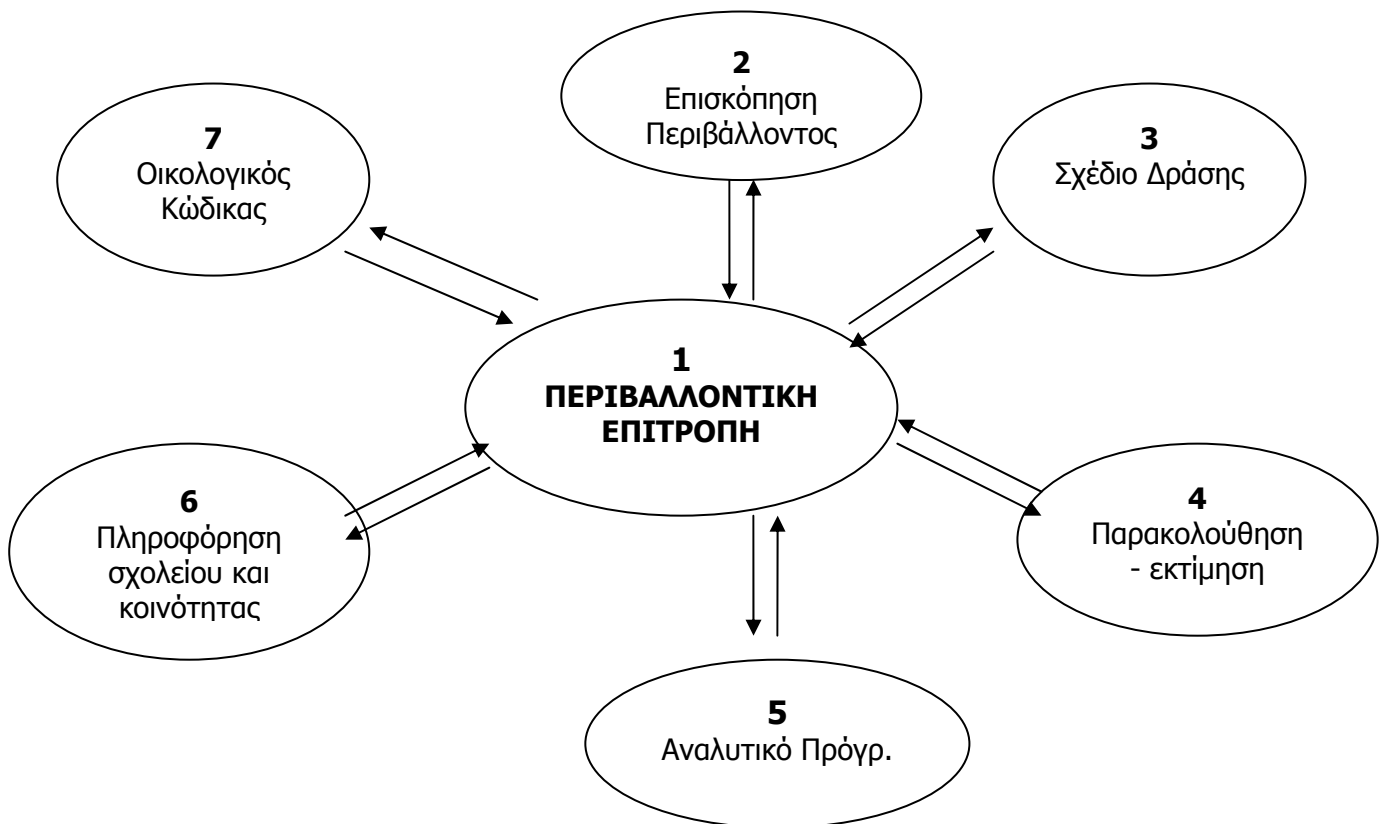 1
ΠΕΡΙΒΑΛΛΟΝΤΙΚΗ
ΕΠΙΤΡΟΠΗ
2
Επισκόπηση
Περιβάλλοντος
3
Σχέδιο Δράσης
4
Παρακολούθηση
- εκτίμηση
5
Αναλυτικό Πρόγρ.
6
Πληροφόρηση
σχολείου και
κοινότητας
7
Οικολογικός
Κώδικας